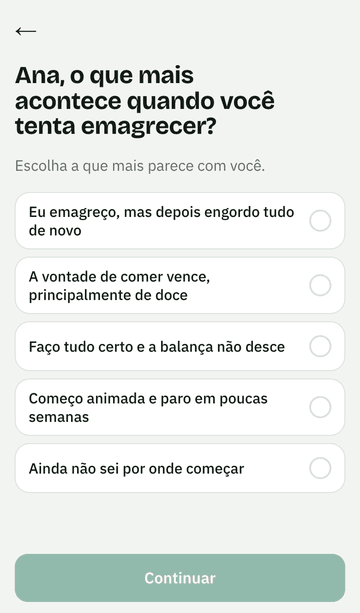 ←
Ana, o que mais
acontece quando você
tenta emagrecer?
Escolha a que mais parece com você.
Eu emagreço, mas depois engordo tudo
de novo
A vontade de comer vence,
principalmente de doce
Faço tudo certo e a balança não desce
Começo animada e paro em poucas
semanas
Ainda não sei por onde começar
Continuar